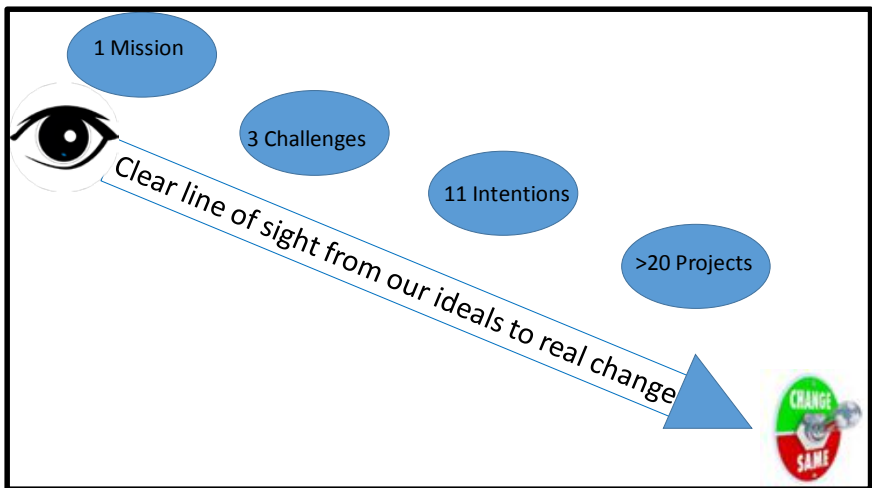 1 Mission
3 Challenges
11 Intentions
>20 Projects
Clear line of sight from our ideals to real change
CHANGE
SAME